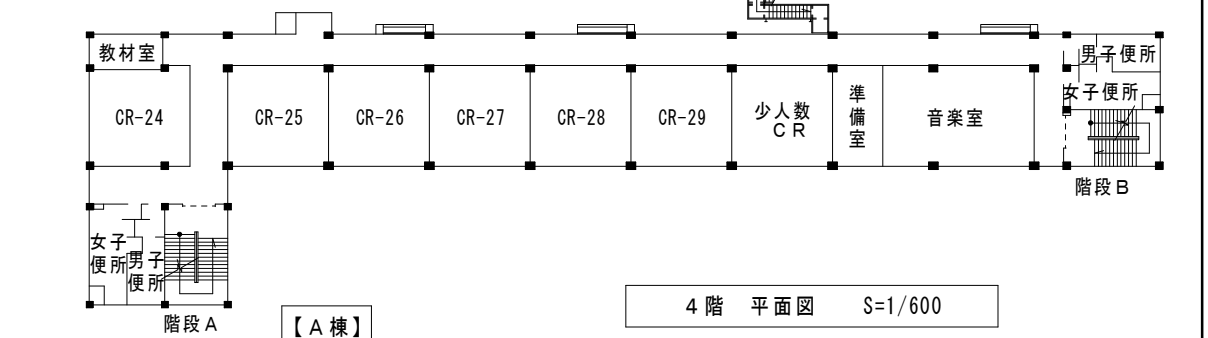 教材室
男子便所
女子便所
CR-24
CR-25
CR-26
CR-27
CR-28
CR-29
少人数
CR
準備室
音楽室
階段B
女子
便所
男子
便所
階段A
【A棟】
4階 平面図 S=1/600